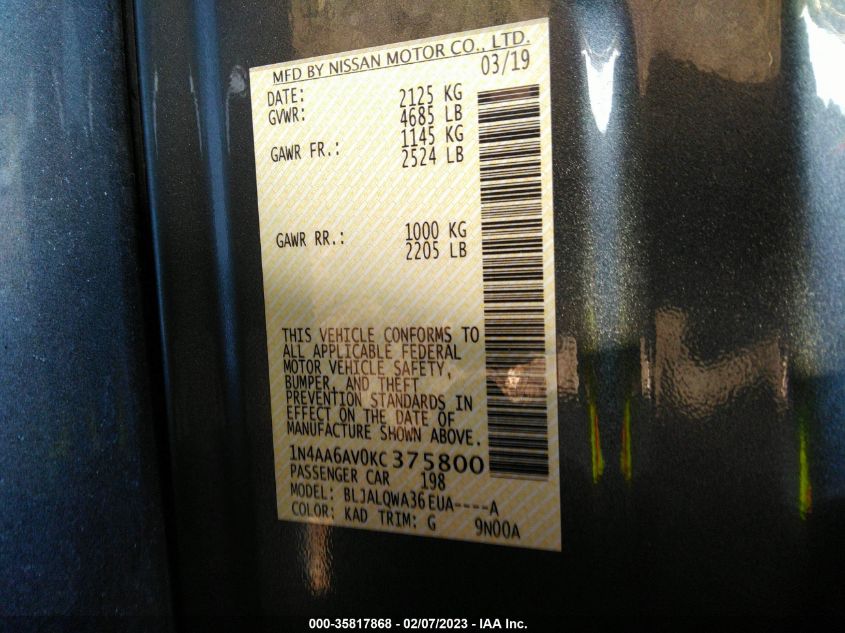 MFD BY NISSAN MOTOR CO., LTD.
DATE: 03/19
GVWR: 2125 KG
4685 LB
GAWR FR.: 1145 KG
2524 LB
GAWR RR.: 1000 KG
2205 LB
THIS VEHICLE CONFORMS TO
ALL APPLICABLE FEDERAL
MOTOR VEHICLE SAFETY,
BUMPER, AND THEFT
PREVENTION STANDARDS IN
EFFECT ON THE DATE OF
MANUFACTURE SHOWN ABOVE.
1N4AA6AV0KC375800
PASSENGER CAR 198
MODEL: BLJALQWA36EUA----A
COLOR: KAD TRIM: G 9N00A
000-35817868 - 02/07/2023 - IAA Inc.